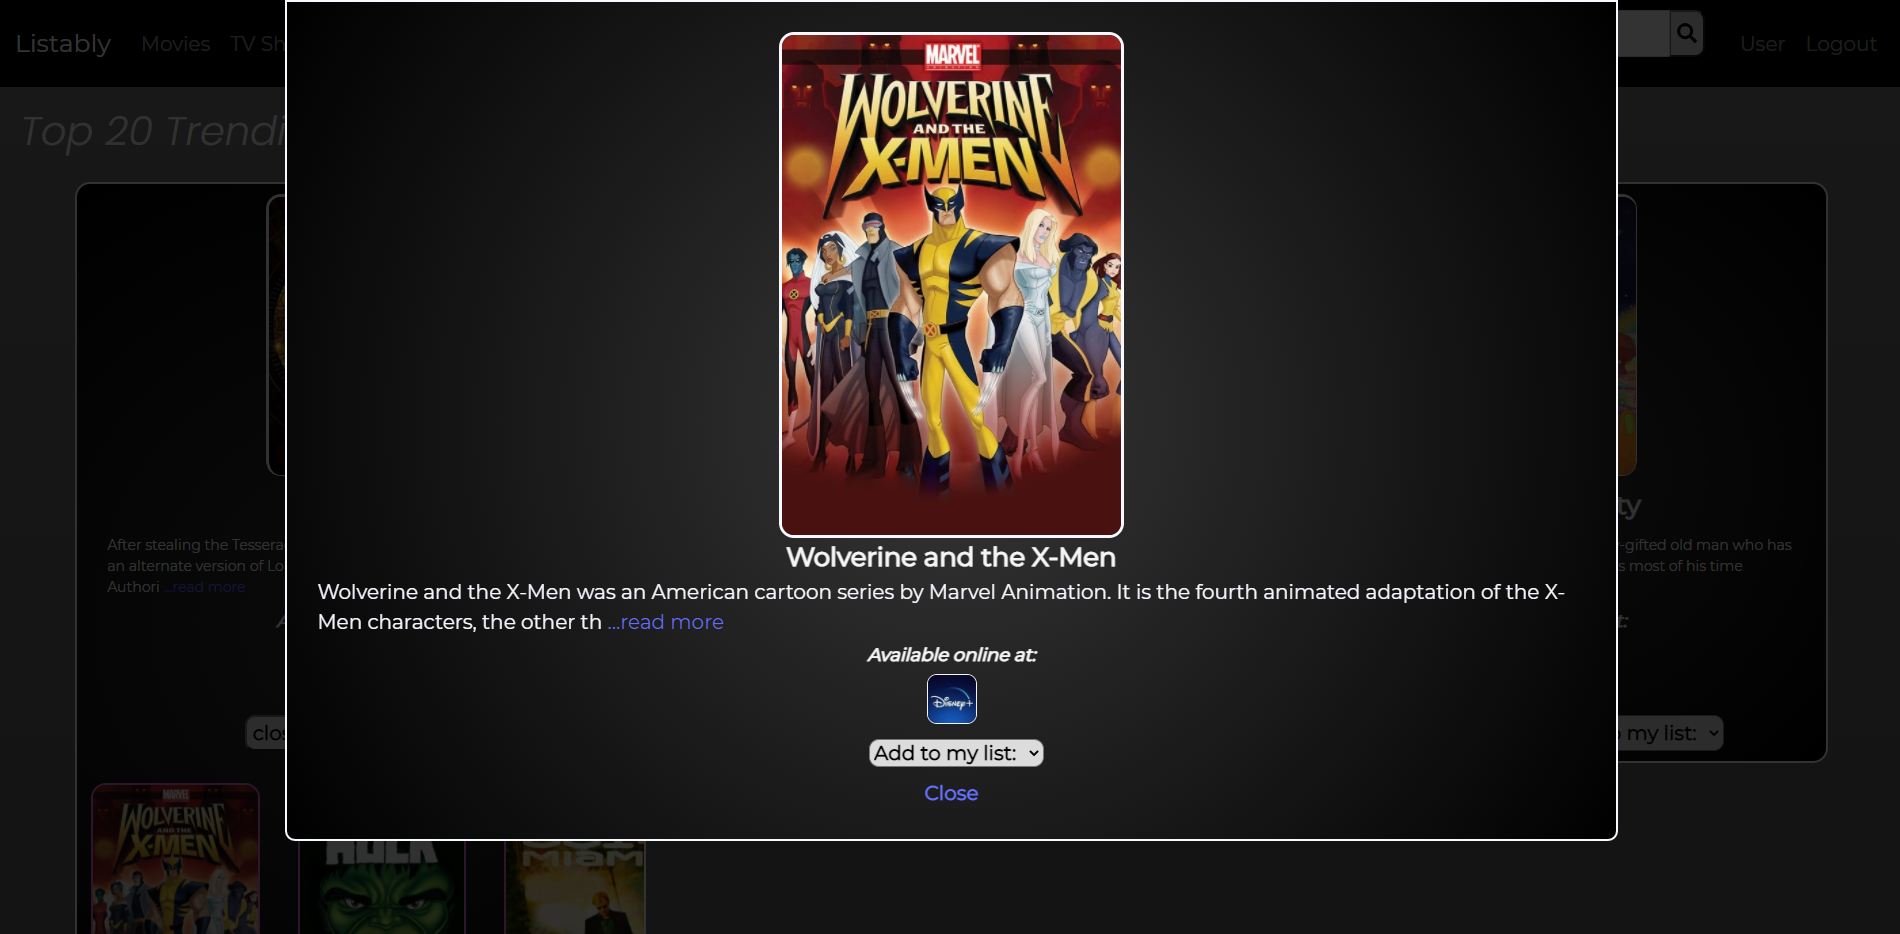 Listably
Movies
TV Sh
User
Logout
Top 20 Trendi
MARVEL
WOLVERINE
AND THE
X-MEN
Wolverine and the X-Men
Wolverine and the X-Men was an American cartoon series by Marvel Animation. It is the fourth animated adaptation of the X-
Men characters, the other th ...read more
Available online at:
Disney+
Add to my list:
Close
After stealing the Tessera
an alternate version of Lo
Authori ...read more
A
clos
ty
-gifted old man who has
s most of his time
t:
o my list:
MARVEL
WOLVERINE
AND THE
X-MEN
HULK
MIAMI